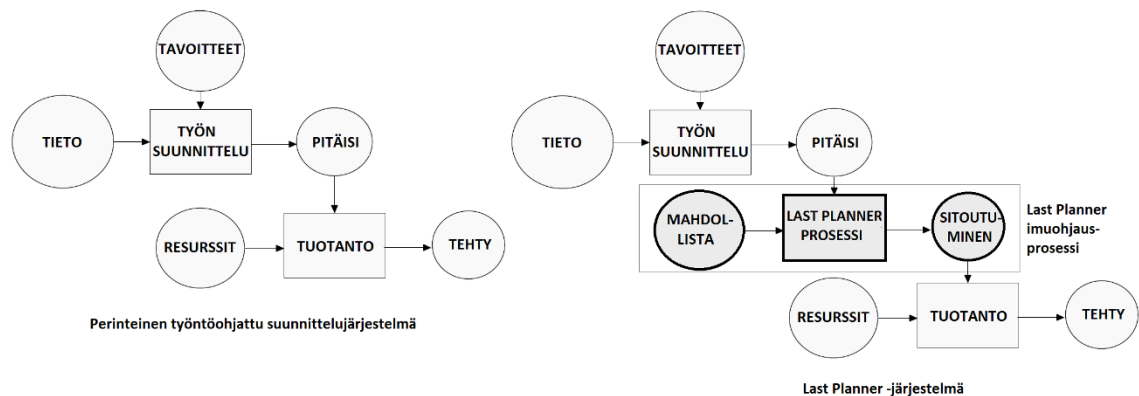 TAVOITTEET
TIETO
TYÖN
SUUNNITTELU
PITÄISI
RESURSSIT
TUOTANTO
TEHTY
Perinteinen työntöohjattu suunnittelujärjestelmä
TAVOITTEET
TIETO
TYÖN
SUUNNITTELU
PITÄISI
MAHDOL-
LISTA
LAST PLANNER
PROSESSI
SITOUTU-
MINEN
Last Planner
imuohjaus-
prosessi
RESURSSIT
TUOTANTO
TEHTY
Last Planner -järjestelmä